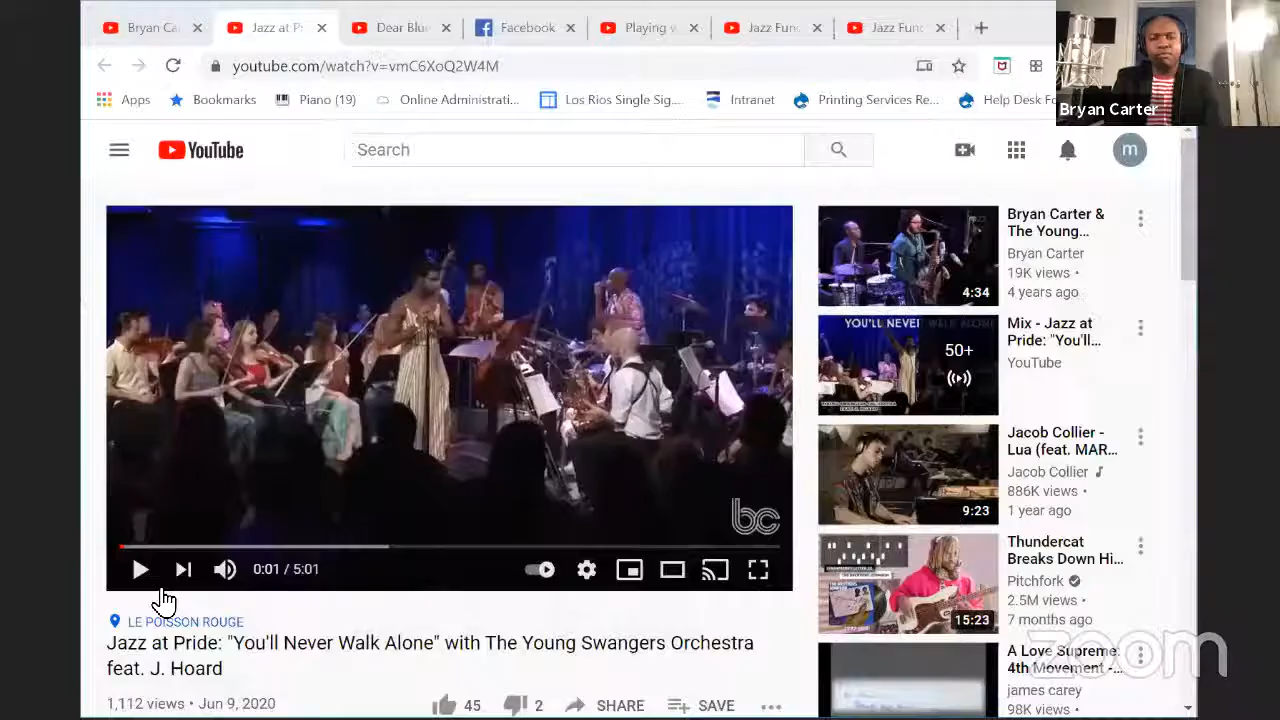 Bryan Ca
Jazz at P
Dear Blue
Facebook
Playing
Jazz Func
Jazz Func
youtube.com/watch?v=
Apps
Bookmarks
Piano (19)
Online Administrati...
Los Rios Single Sig...
Intranet
Printing Services Re...
Help Desk Fo
Bryan Carter
YouTube
Search
m
Bryan Carter &
The Young...
Bryan Carter
19K views •
4 years ago
4:34
YOU'LL NEVER WALK ALONE
50+
Mix - Jazz at
Pride: "You'll...
YouTube
Jacob Collier -
Lua (feat. MAR...
Jacob Collier
886K views •
1 year ago
9:23
Thundercat
Breaks Down Hi...
Pitchfork
2.5M views •
7 months ago
15:23
A Love Supreme:
4th Movement -...
james carey
98K views •
zoom
bc
0:01 / 5:01
LE POISSON ROUGE
Jazz at Pride: "You'll Never Walk Alone" with The Young Swangers Orchestra
feat. J. Hoard
1,112 views • Jun 9, 2020
45
2
SHARE
SAVE